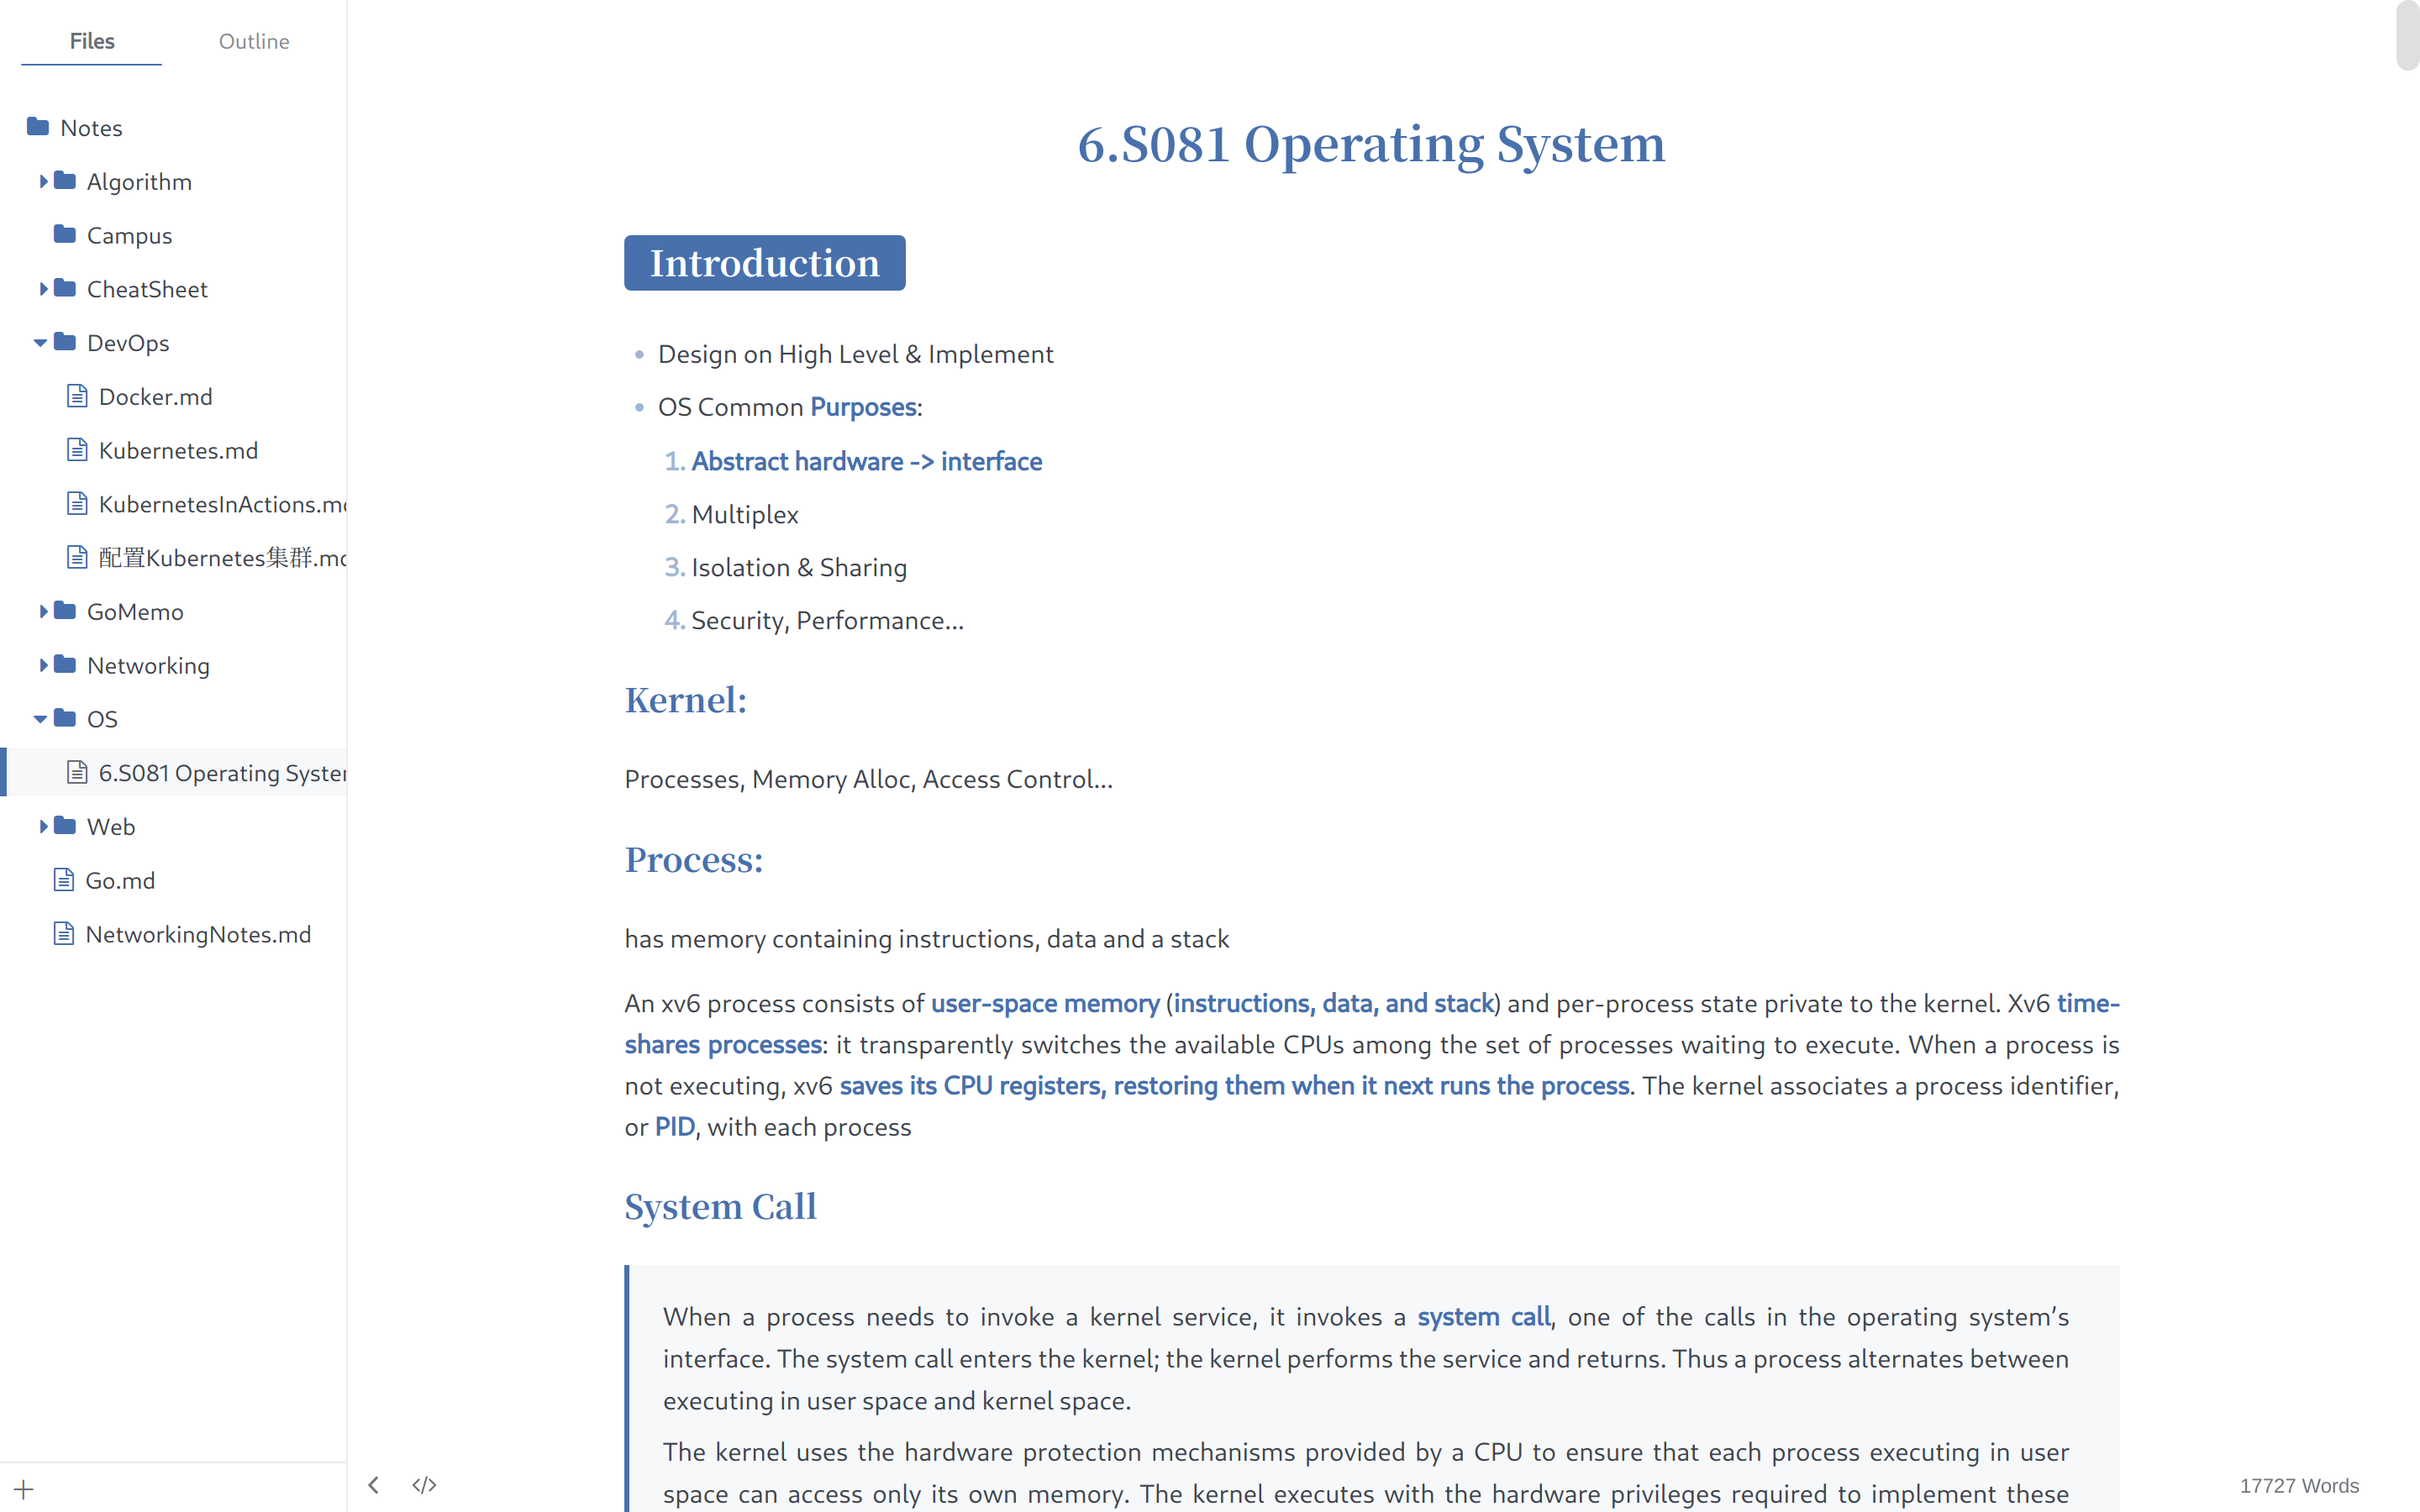 Files
Outline
Notes
Algorithm
Campus
CheatSheet
DevOps
Docker.md
Kubernetes.md
KubernetesInActions.md
配置Kubernetes集群.md
GoMemo
Networking
OS
6.S081 Operating System
Web
Go.md
NetworkingNotes.md
6.S081 Operating System
Introduction
Design on High Level & Implement
OS Common Purposes:
1. Abstract hardware -> interface
2. Multiplex
3. Isolation & Sharing
4. Security, Performance...
Kernel:
Processes, Memory Alloc, Access Control...
Process:
has memory containing instructions, data and a stack
An xv6 process consists of user-space memory (instructions, data, and stack) and per-process state private to the kernel. Xv6 time-
shares processes: it transparently switches the available CPUs among the set of processes waiting to execute. When a process is
not executing, xv6 saves its CPU registers, restoring them when it next runs the process. The kernel associates a process identifier,
or PID, with each process
System Call
When a process needs to invoke a kernel service, it invokes a system call, one of the calls in the operating system’s
interface. The system call enters the kernel; the kernel performs the service and returns. Thus a process alternates between
executing in user space and kernel space.
The kernel uses the hardware protection mechanisms provided by a CPU to ensure that each process executing in user
space can access only its own memory. The kernel executes with the hardware privileges required to implement these
17727 Words